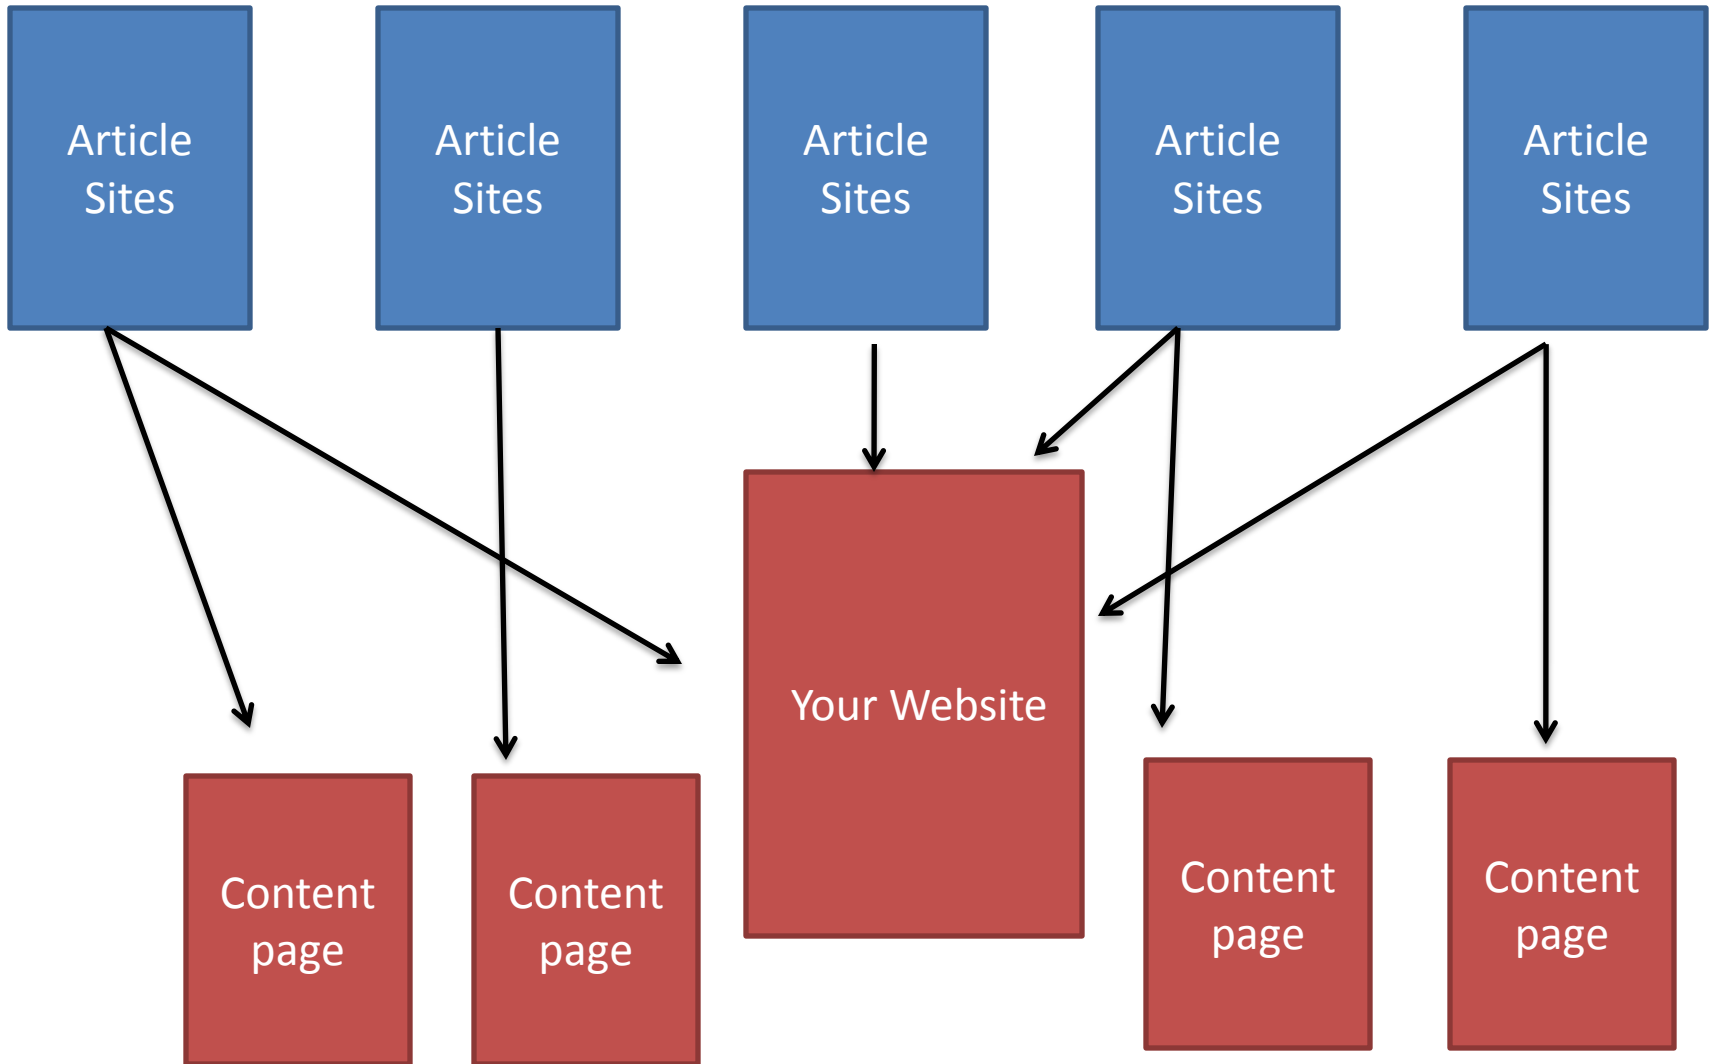 Article
Sites
Article
Sites
Article
Sites
Article
Sites
Article
Sites
Your Website
Content
page
Content
page
Content
page
Content
page